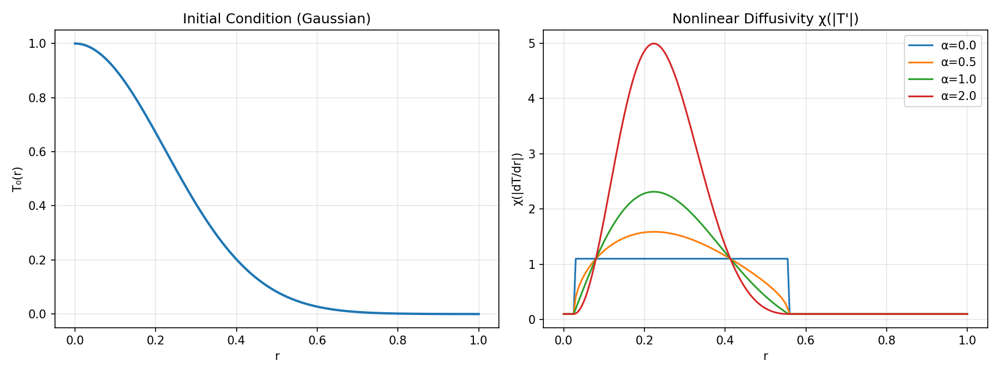 Initial Condition (Gaussian)
T₀(r)
1.0
0.8
0.6
0.4
0.2
0.0
0.0 0.2 0.4 0.6 0.8 1.0
r
Nonlinear Diffusivity χ(|T'|)
χ(|dT/dr|)
5
4
3
2
1
0
α=0.0
α=0.5
α=1.0
α=2.0
0.0 0.2 0.4 0.6 0.8 1.0
r